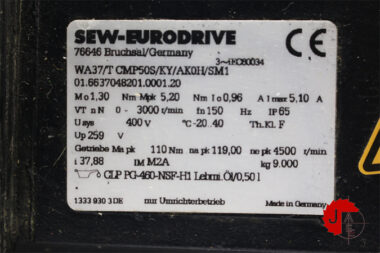 SEW-EURODRIVE
76646 Bruchsal/Germany
CE
3~IEC60034
WA37/T CMP50S/KY/AK0H/SM1
01.6637048201.0001.20
Mo 1,30 Nm Mpk 5,20 Nm Io 0,96 A Imax 5,10 A
VT nN 0 - 3000 r/min fn 150 Hz IP 65
Usys 400 V °C -20..40 Th.Kl. F
Up 259 V
Getriebe Ma pk 110 Nm na pk 119,00 ne pk 4500 r/min
i 37,88 IM M2A kg 9.000
CLP PG-460-NSF-H1 Lebmi. Öl/0,50 l
1333 930 3 DE nur Umrichterbetrieb Made in Germany